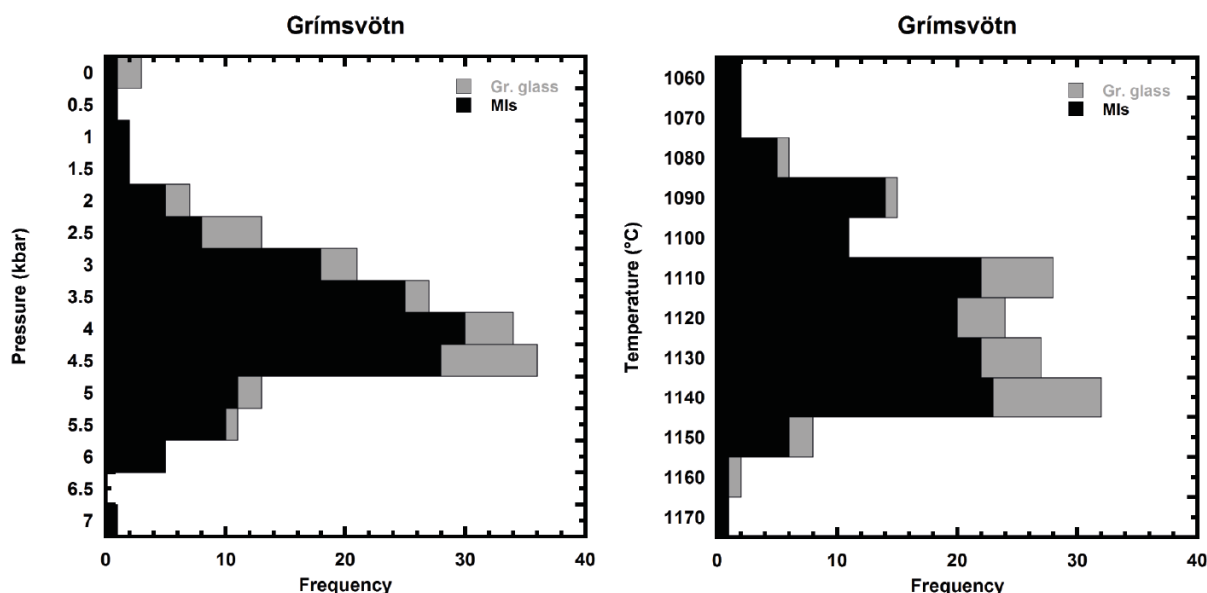 Grímsvötn
Gr. glass
MIs
Pressure (kbar)
0
0.5
1
1.5
2
2.5
3
3.5
4
4.5
5
5.5
6
6.5
7
0 10 20 30 40
Frequency
Grímsvötn
Gr. glass
MIs
Temperature (°C)
1060
1070
1080
1090
1100
1110
1120
1130
1140
1150
1160
1170
0 10 20 30 40
Frequency